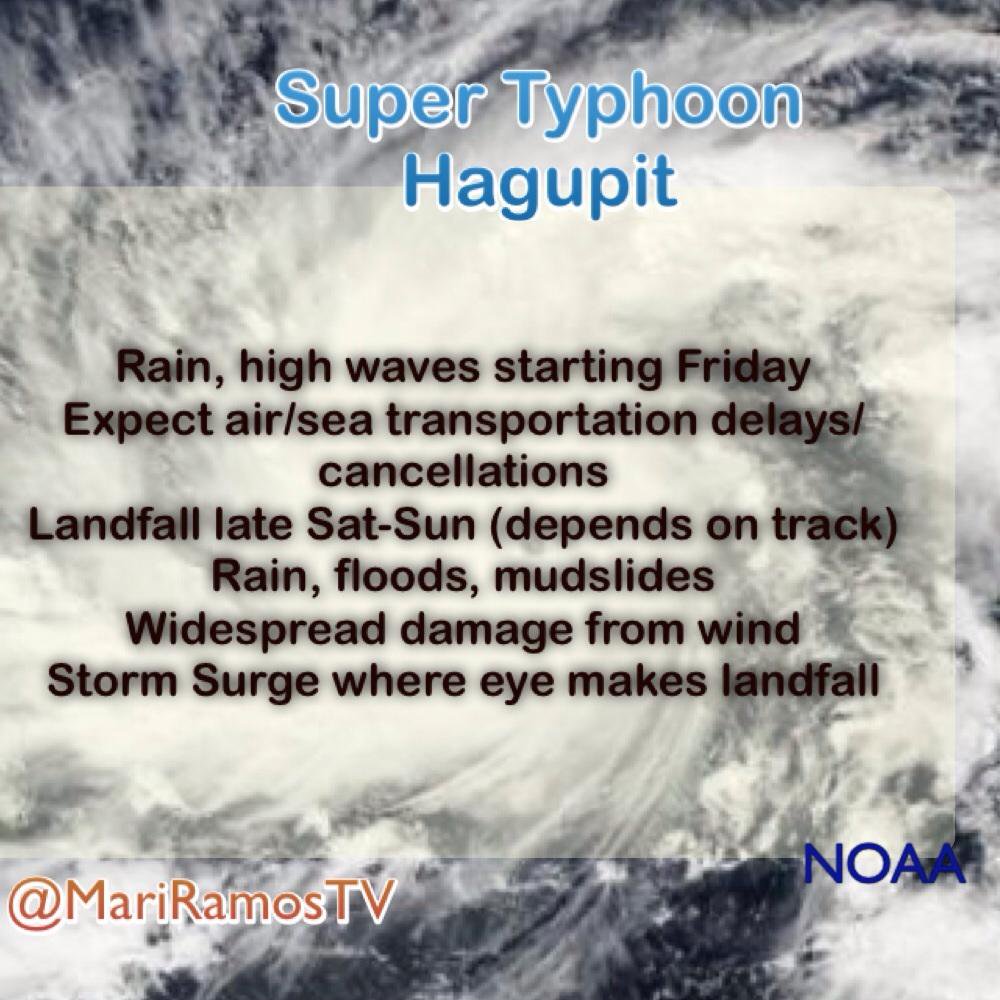 Super Typhoon
Hagupit
Rain, high waves starting Friday
Expect air/sea transportation delays/
cancellations
Landfall late Sat-Sun (depends on track)
Rain, floods, mudslides
Widespread damage from wind
Storm Surge where eye makes landfall
NOAA
@MariRamosTV